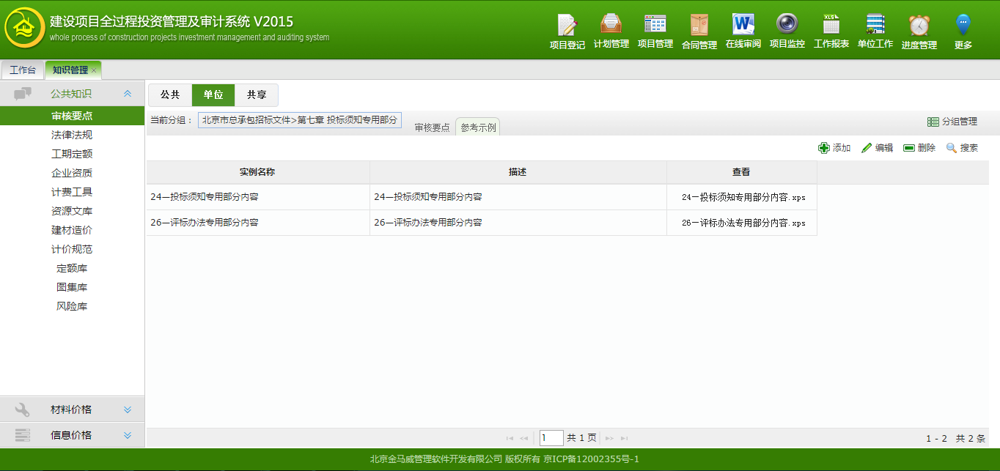 建设项目全过程投资管理及审计系统 V2015
whole process of construction projects investment management and auditing system
项目登记 计划管理 项目管理 合同管理 在线审阅 项目监控 工作报表 单位工作 进度管理 更多
工作台 知识管理 ×
公共知识
审核要点
法律法规
工期定额
企业资质
计费工具
资源文库
建材造价
计价规范
定额库
图集库
风险库
材料价格
信息价格
公共 单位 共享
当前分组： 北京市总承包招标文件>第七章 投标须知专用部分 审核要点 参考示例 分组管理
添加 编辑 删除 搜索
实例名称 描述 查看
24—投标须知专用部分内容 24—投标须知专用部分内容 24—投标须知专用部分内容.xps
26—评标办法专用部分内容 26—评标办法专用部分内容 26—评标办法专用部分内容.xps
1 共 1 页 1 - 2 共 2 条
北京金马威管理软件开发有限公司 版权所有 京ICP备12002355号-1